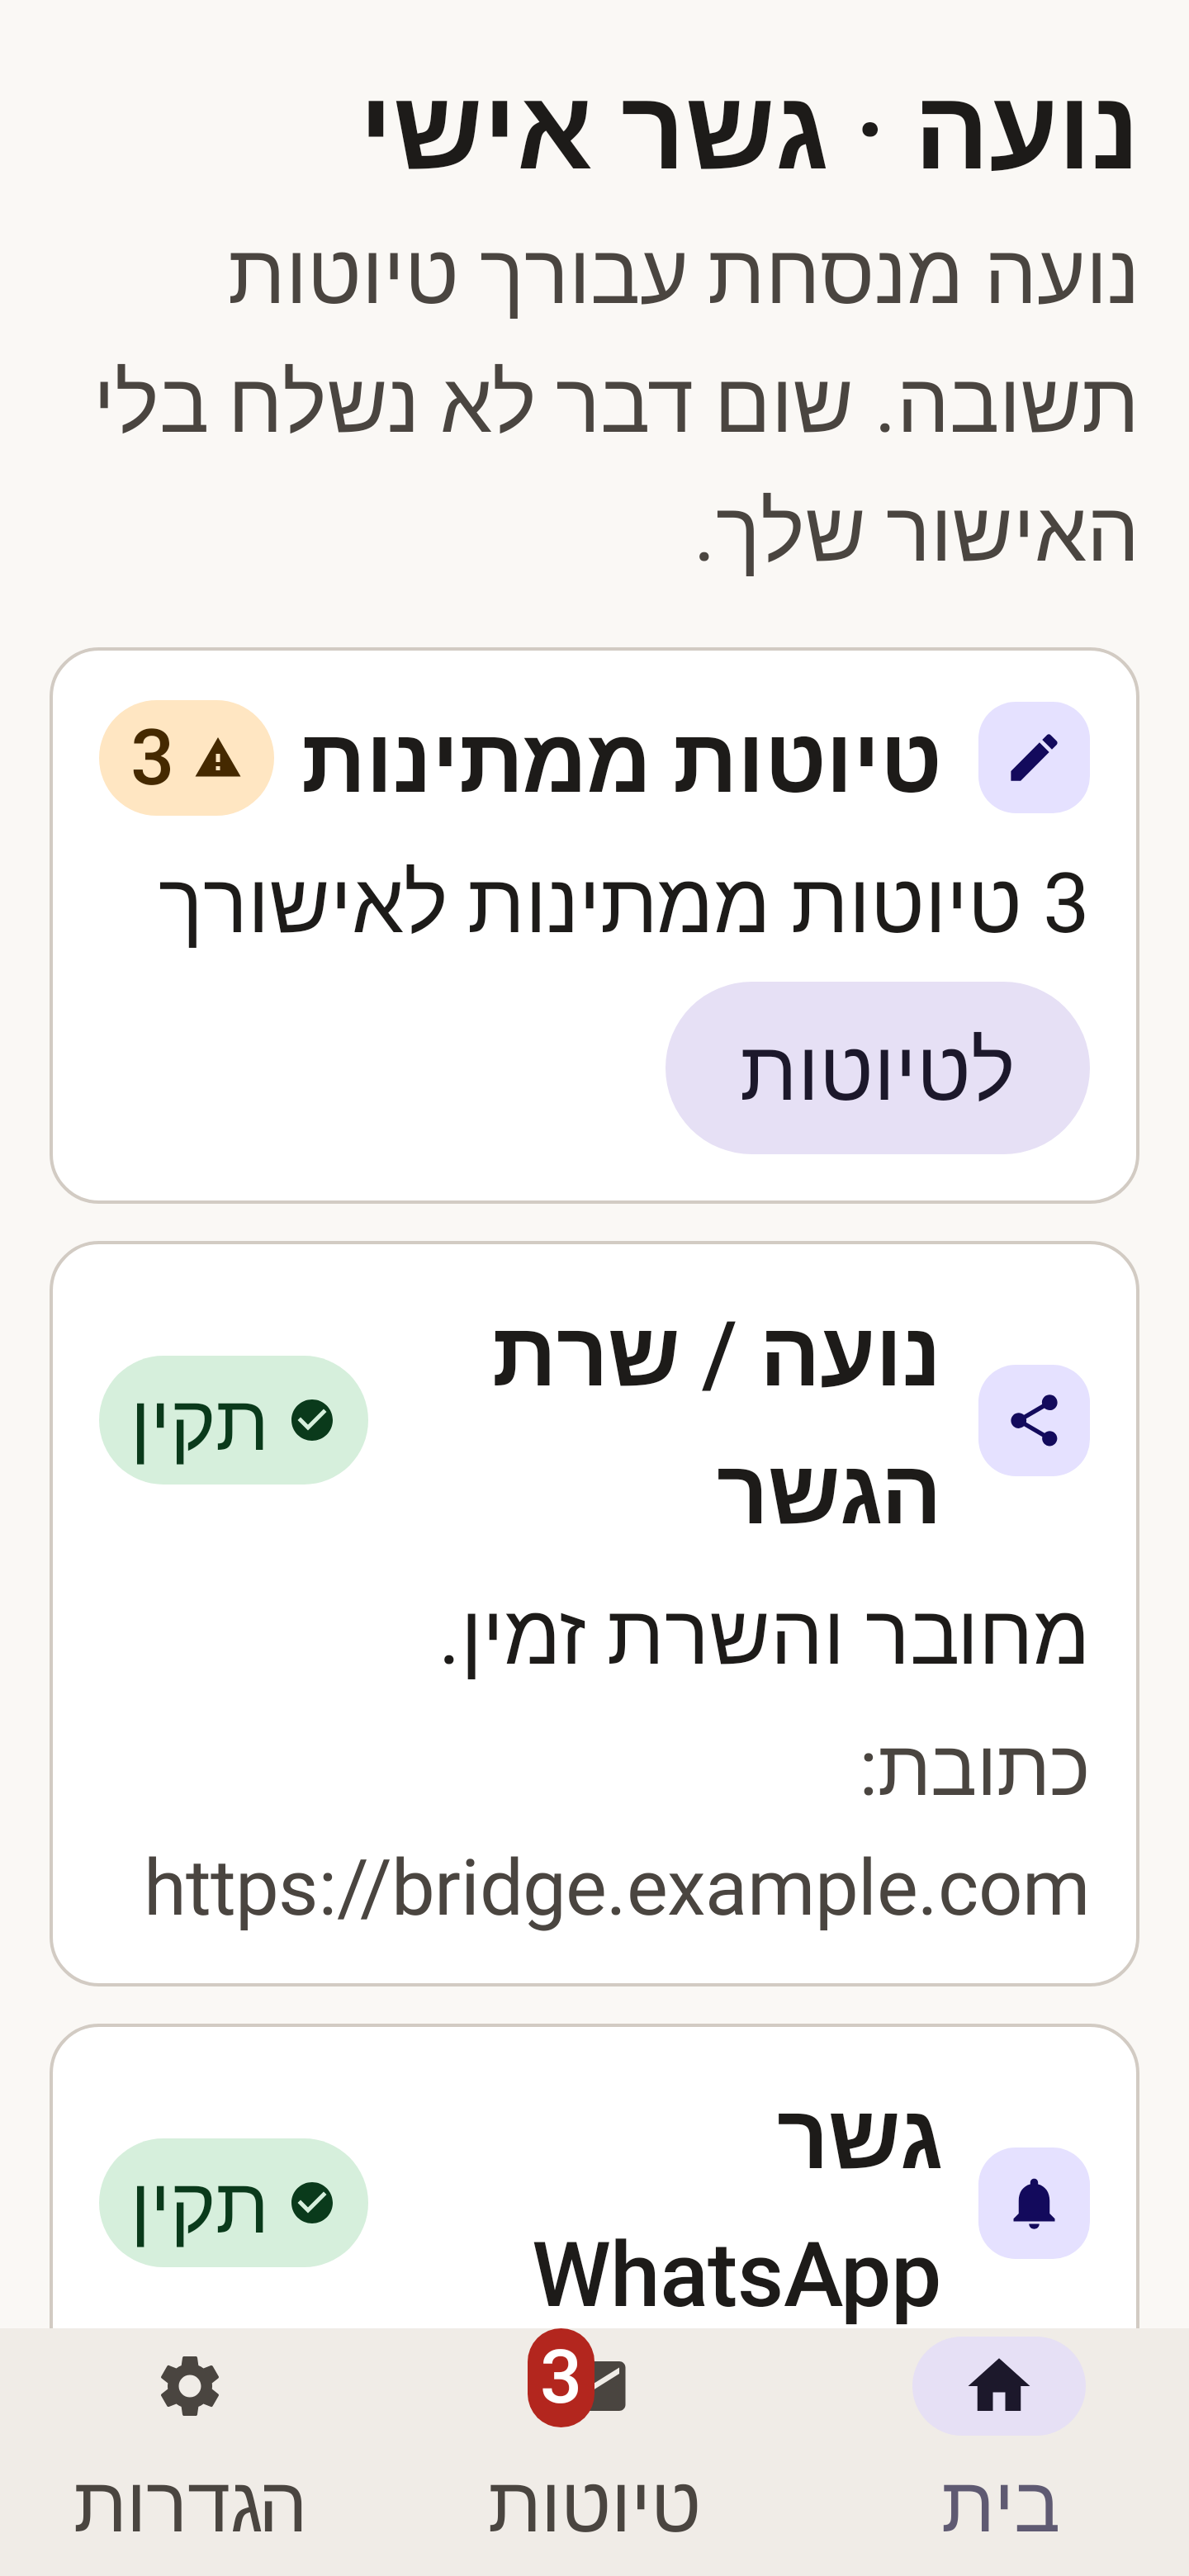 נועה · גשר אישי
נועה מנסחת עבורך טיוטות
תשובה. שום דבר לא נשלח בלי
האישור שלך.
טיוטות ממתינות
3
3 טיוטות ממתינות לאישורך
לטיוטות
נועה / שרת
הגשר
תקין
מחובר והשרת זמין.
כתובת:
https://bridge.example.com
גשר
WhatsApp
תקין
בית
3
טיוטות
הגדרות